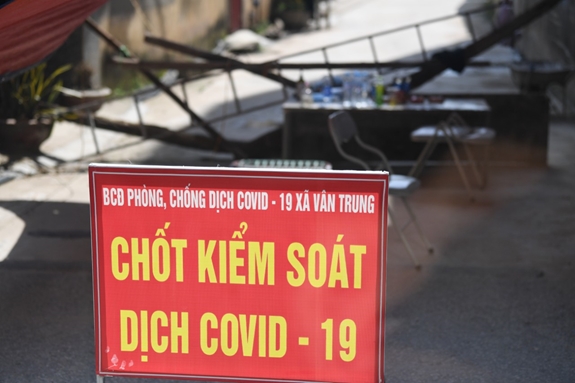 BCĐ PHÒNG, CHỐNG DỊCH COVID - 19 XÃ VÂN TRUNG
CHỐT KIỂM SOÁT
DỊCH COVID - 19